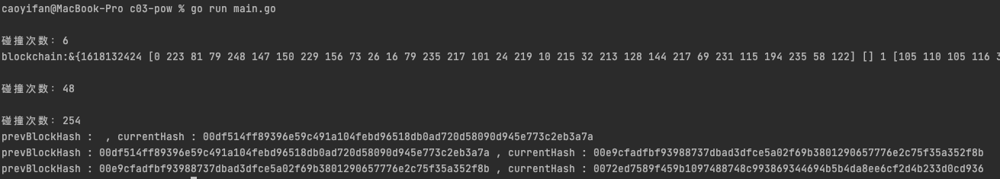 caoyifan@MacBook-Pro c03-pow % go run main.go
碰撞次数: 6
blockchain:&{1618132424 [0 223 81 79 248 147 150 229 156 73 26 16 79 235 217 101 24 219 10 215 32 213 128 144 217 69 231 115 194 235 58 122] [] 1 [105 110 105 116 3
碰撞次数: 48
碰撞次数: 254
prevBlockHash :  , currentHash : 00df514ff89396e59c491a104febd96518db0ad720d58090d945e773c2eb3a7a
prevBlockHash : 00df514ff89396e59c491a104febd96518db0ad720d58090d945e773c2eb3a7a , currentHash : 00e9cfadfbf93988737dbad3dfce5a02f69b3801290657776e2c75f35a352f8b
prevBlockHash : 00e9cfadfbf93988737dbad3dfce5a02f69b3801290657776e2c75f35a352f8b , currentHash : 0072ed7589f459b1097488748c993869344694b5b4da8ee6cf2d4b233d0cd936